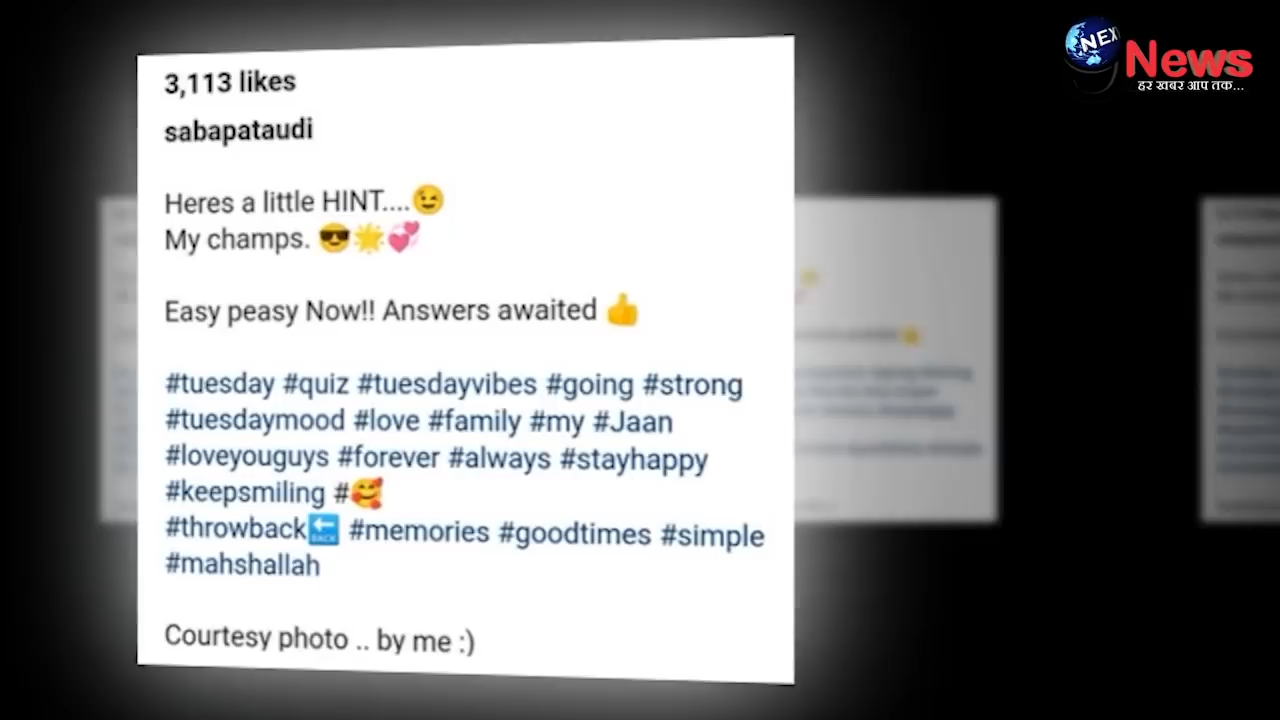 3,113 likes
sabapataudi
Heres a little HINT....😉
My champs. 😎🌟💞
Easy peasy Now!! Answers awaited 👍
#tuesday #quiz #tuesdayvibes #going #strong
#tuesdaymood #love #family #my #Jaan
#loveyouguys #forever #always #stayhappy
#keepsmiling #🥰
#throwback🔙 #memories #goodtimes #simple
#mahshallah
Courtesy photo .. by me :)
NEX
News
हर खबर आप तक...